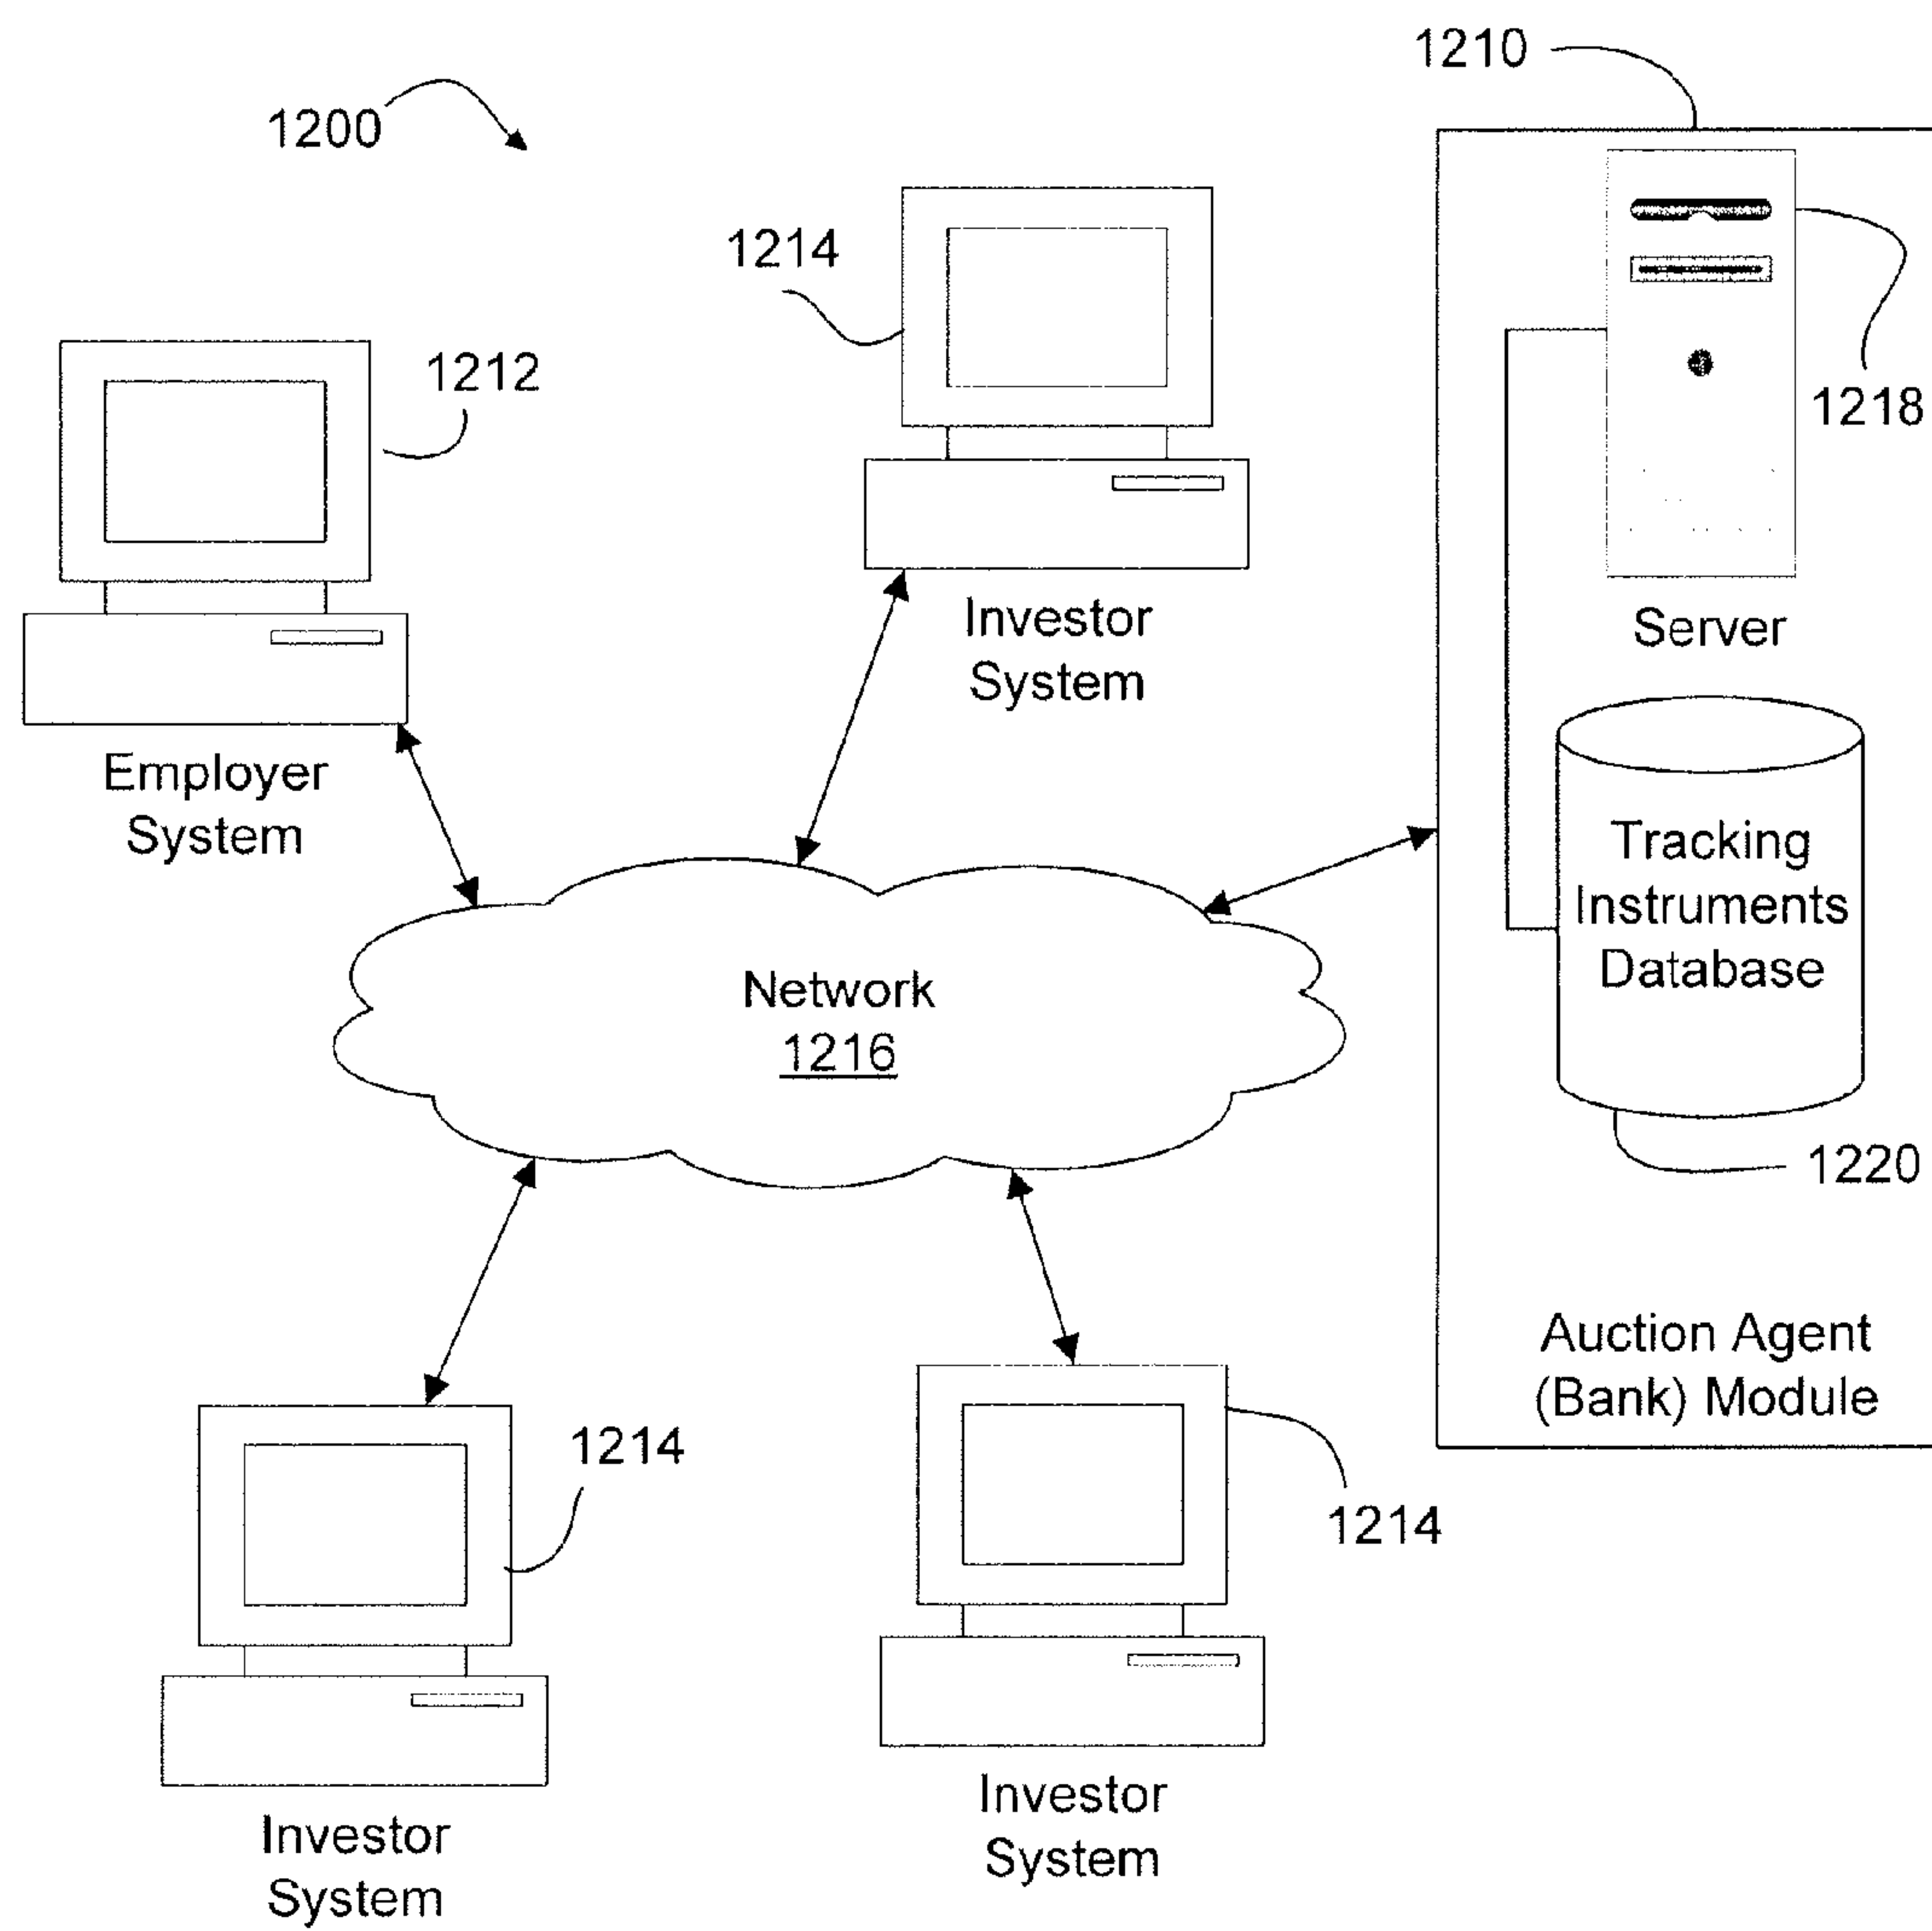 1200
1210
1214
1212
1218
Investor
System
Server
Employer
System
Tracking
Instruments
Database
Network
1216
1220
Auction Agent
(Bank) Module
1214
1214
Investor
System
Investor
System